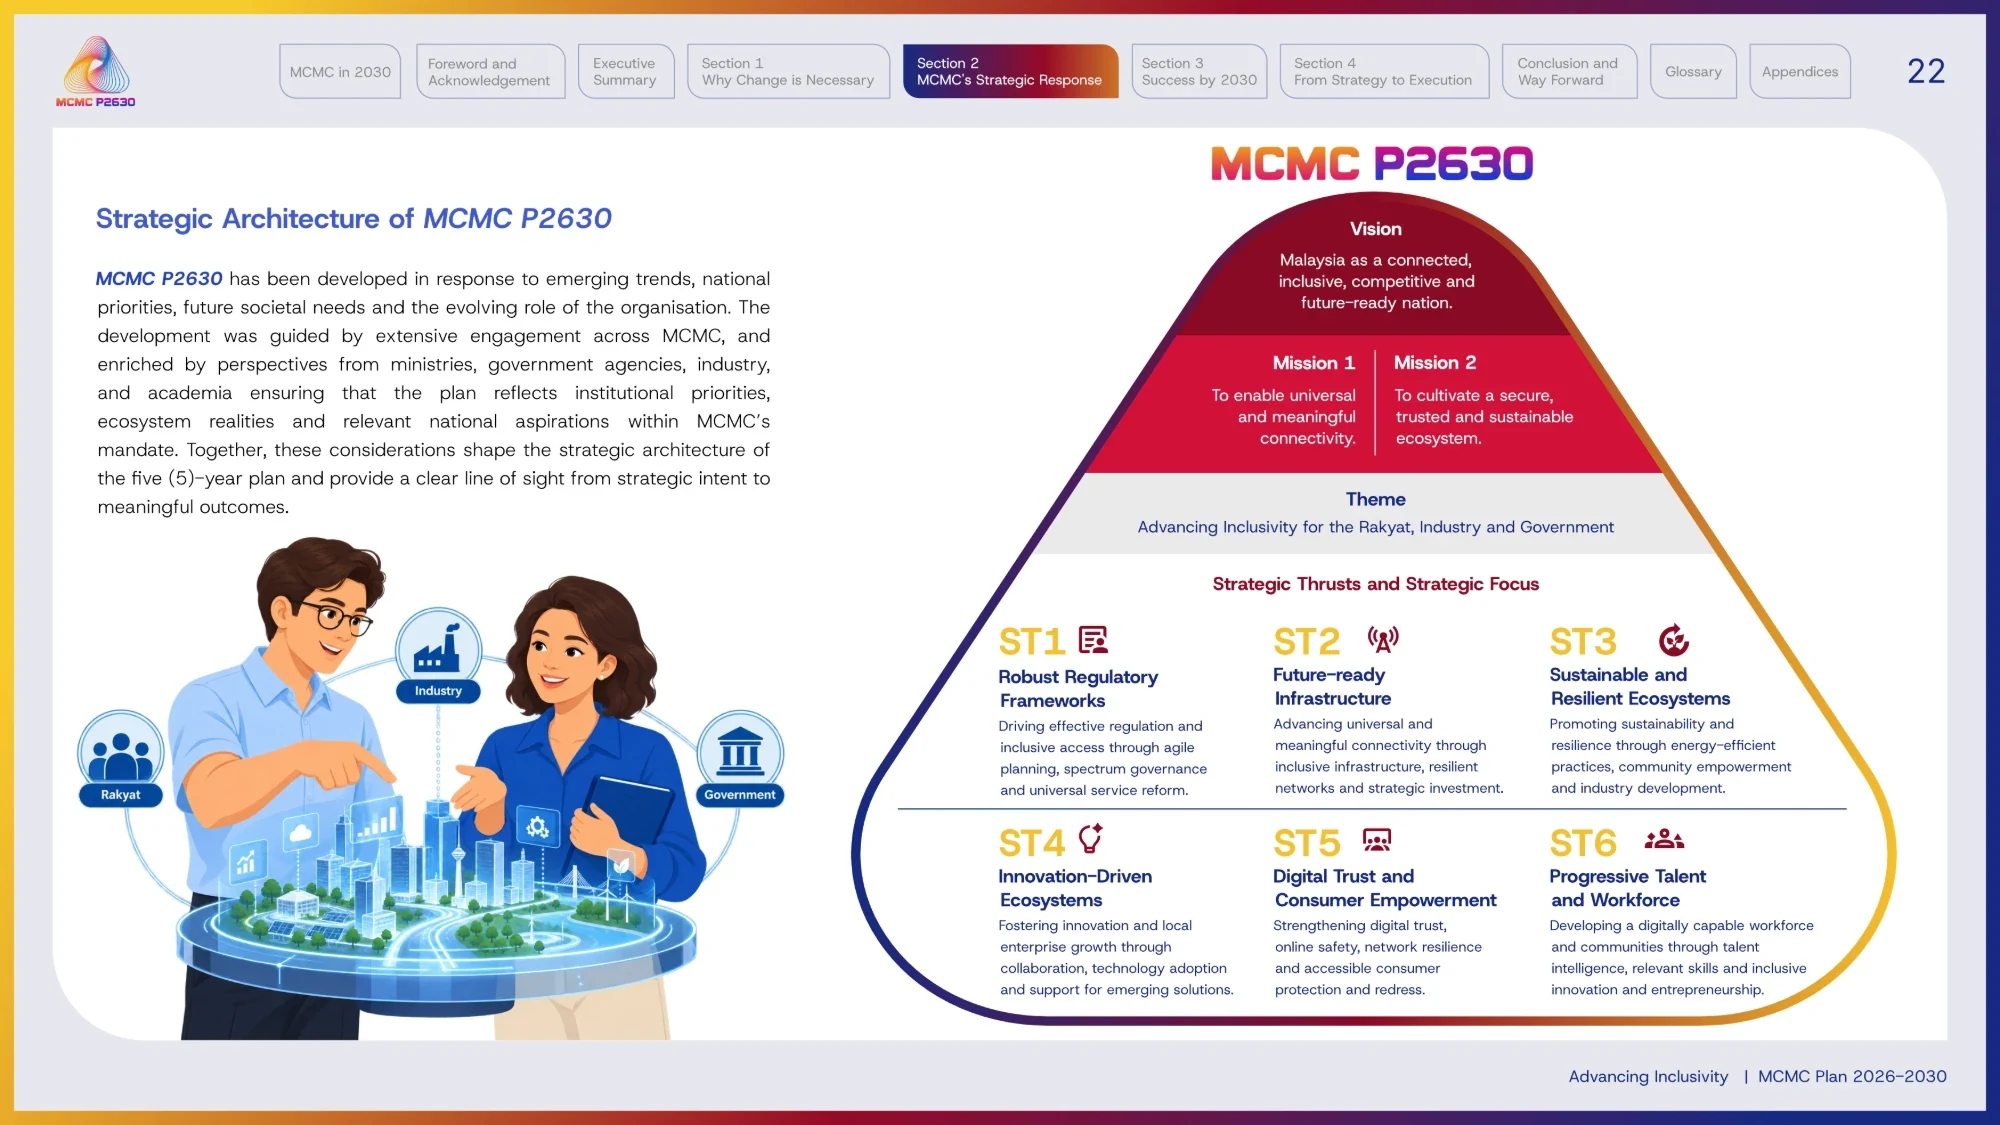 MCMC P2630
MCMC in 2030
Foreword and
Acknowledgement
Executive
Summary
Section 1
Why Change is Necessary
Section 2
MCMC's Strategic Response
Section 3
Success by 2030
Section 4
From Strategy to Execution
Conclusion and
Way Forward
Glossary
Appendices
22
Strategic Architecture of MCMC P2630
MCMC P2630 has been developed in response to emerging trends, national
priorities, future societal needs and the evolving role of the organisation. The
development was guided by extensive engagement across MCMC, and
enriched by perspectives from ministries, government agencies, industry,
and academia ensuring that the plan reflects institutional priorities,
ecosystem realities and relevant national aspirations within MCMC's
mandate. Together, these considerations shape the strategic architecture of
the five (5)-year plan and provide a clear line of sight from strategic intent to
meaningful outcomes.
Industry
Rakyat
Government
MCMC P2630
Vision
Malaysia as a connected,
inclusive, competitive and
future-ready nation.
Mission 1
To enable universal
and meaningful
connectivity.
Mission 2
To cultivate a secure,
trusted and sustainable
ecosystem.
Theme
Advancing Inclusivity for the Rakyat, Industry and Government
Strategic Thrusts and Strategic Focus
ST1
Robust Regulatory
Frameworks
Driving effective regulation and
inclusive access through agile
planning, spectrum governance
and universal service reform.
ST2
Future-ready
Infrastructure
Advancing universal and
meaningful connectivity through
inclusive infrastructure, resilient
networks and strategic investment.
ST3
Sustainable and
Resilient Ecosystems
Promoting sustainability and
resilience through energy-efficient
practices, community empowerment
and industry development.
ST4
Innovation-Driven
Ecosystems
Fostering innovation and local
enterprise growth through
collaboration, technology adoption
and support for emerging solutions.
ST5
Digital Trust and
Consumer Empowerment
Strengthening digital trust,
online safety, network resilience
and accessible consumer
protection and redress.
ST6
Progressive Talent
and Workforce
Developing a digitally capable workforce
and communities through talent
intelligence, relevant skills and inclusive
innovation and entrepreneurship.
Advancing Inclusivity | MCMC Plan 2026-2030